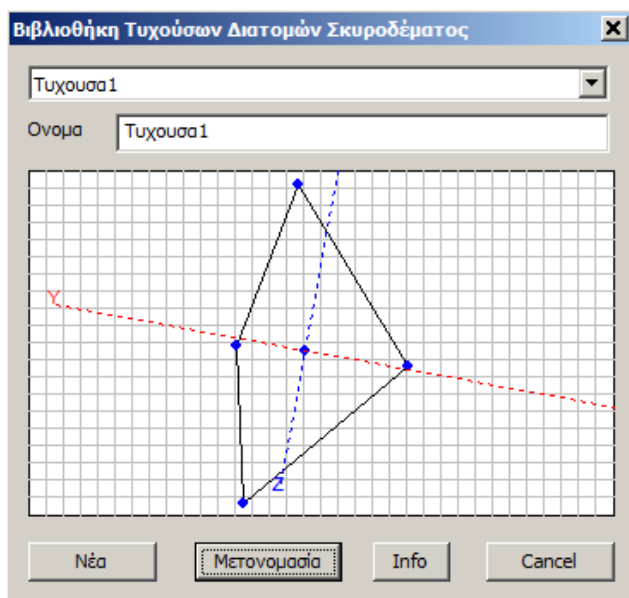 Βιβλιοθήκη Τυχούσων Διατομών Σκυροδέματος
Τυχουσα1
Ονομα Τυχουσα1
Y
Z
Νέα Μετονομασία Info Cancel